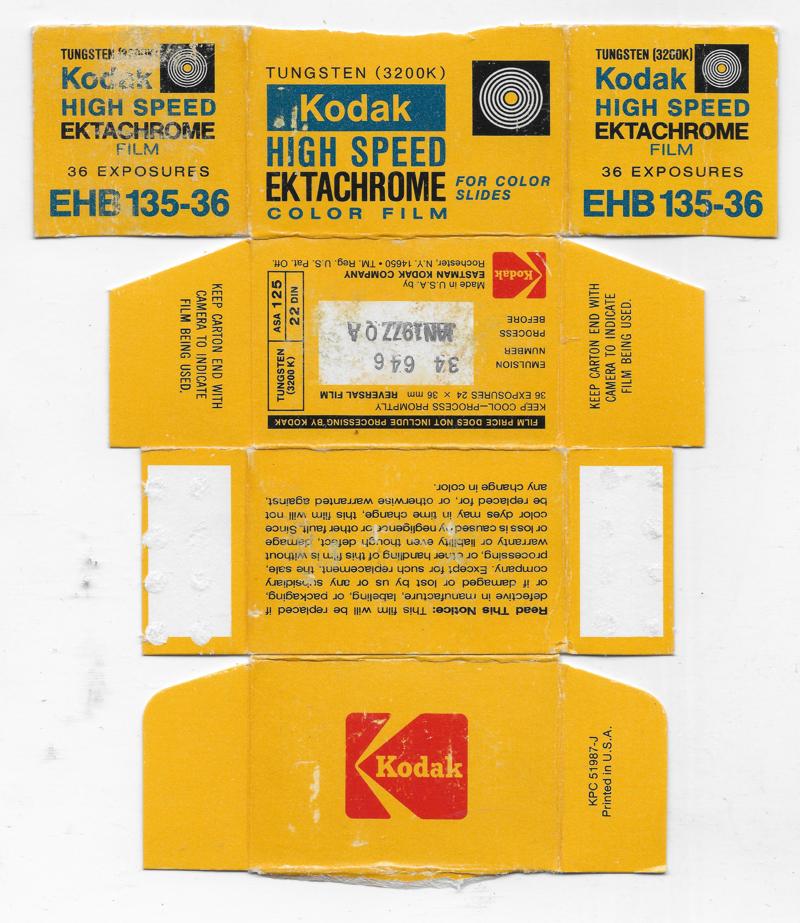 TUNGSTEN (3200K)
Kodak
HIGH SPEED
EKTACHROME
FILM
36 EXPOSURES
EHB 135-36
TUNGSTEN (3200K)
Kodak
HIGH SPEED
EKTACHROME
COLOR FILM
FOR COLOR
SLIDES
TUNGSTEN (3200K)
Kodak
HIGH SPEED
EKTACHROME
FILM
36 EXPOSURES
EHB 135-36
KEEP CARTON END WITH
CAMERA TO INDICATE
FILM BEING USED.
FILM PRICE DOES NOT INCLUDE PROCESSING BY KODAK
KEEP COOL—PROCESS PROMPTLY
36 EXPOSURES 24 × 36 mm REVERSAL FILM
EMULSION
NUMBER
34 646
PROCESS
BEFORE
JAN1977 Q A
TUNGSTEN
(3200 K)
ASA 125
22 DIN
Kodak
Made in U.S.A. by
EASTMAN KODAK COMPANY
Rochester, N.Y. 14650 • TM. Reg. U.S. Pat. Off.
KEEP CARTON END WITH
CAMERA TO INDICATE
FILM BEING USED.
Read This Notice: This film will be replaced if
defective in manufacture, labeling, or packaging,
or if damaged or lost by us or any subsidiary
company. Except for such replacement, the sale,
processing, or other handling of this film is without
warranty or liability even though defect, damage
or loss is caused by negligence or other fault. Since
color dyes may in time change, this film will not
be replaced for, or otherwise warranted against,
any change in color.
Kodak
KPC 51987-J
Printed in U.S.A.